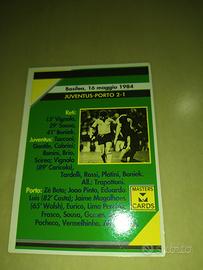 Basilea, 16 maggio 1984
JUVENTUS-PORTO 2-1
Reti:
13' Vignola,
29' Sousa,
41' Boniek.
Juventus: Tacconi,
Gentile, Cabrini;
Bonini, Brio,
Scirea; Vignola
(89' Caricola),
Tardelli, Rossi, Platini, Boniek.
All.: Trapattoni.
Porto: Zé Beto; Joao Pinto, Eduardo
Luis (82' Costa); Jaime Magalhaes
(65' Walsh), Eurico, Lima Pereira;
Frasco, Sousa, Gomes,
Pacheco, Vermelhinho.
MASTERS
CARDS
subito